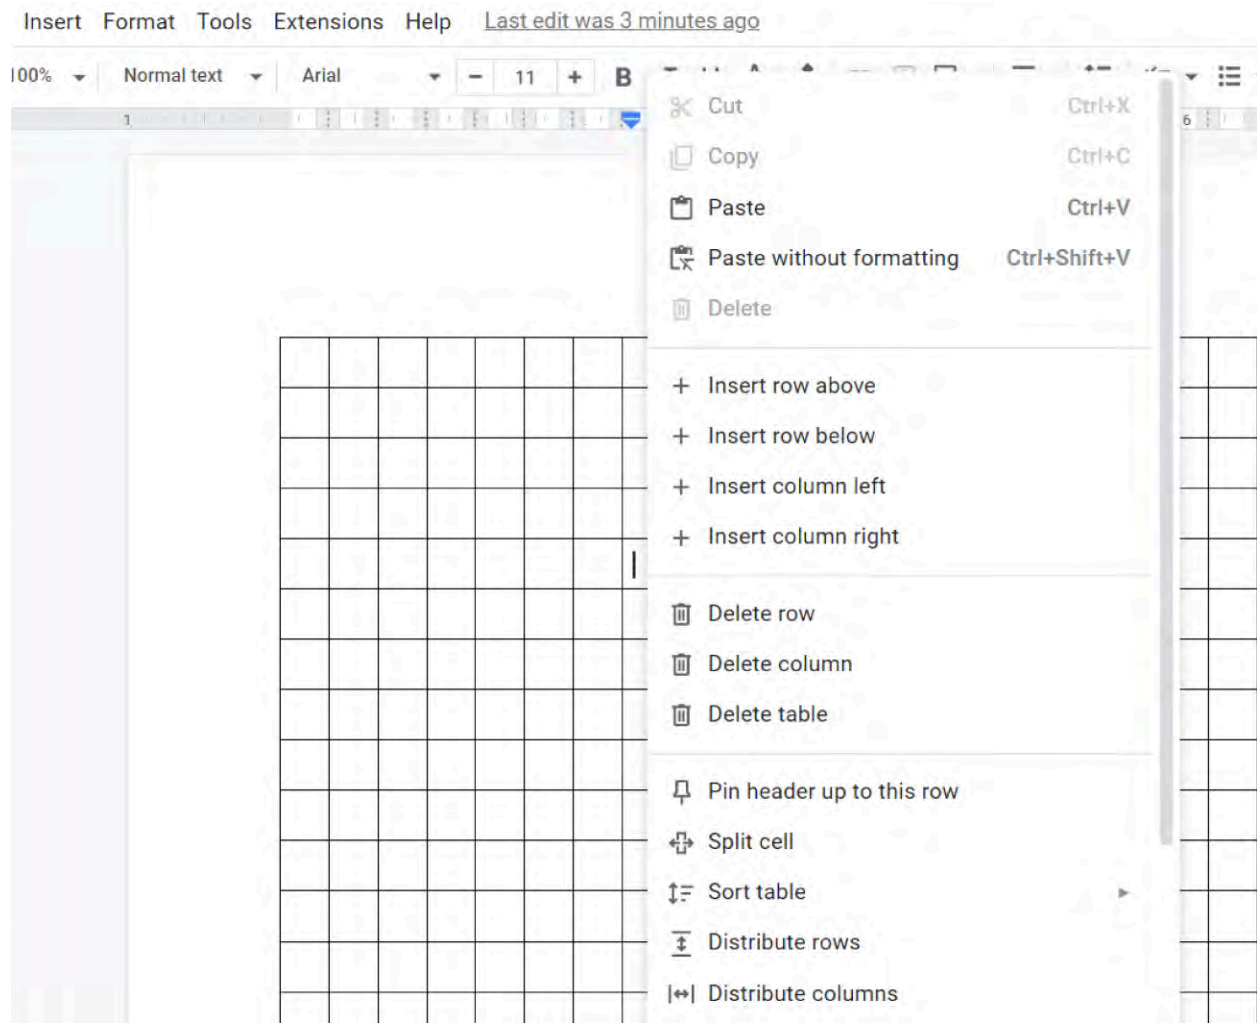 Insert Format Tools Extensions Help Last edit was 3 minutes ago
100% Normal text Arial − 11 + B
1 6
Cut Ctrl+X
Copy Ctrl+C
Paste Ctrl+V
Paste without formatting Ctrl+Shift+V
Delete
Insert row above
Insert row below
Insert column left
Insert column right
Delete row
Delete column
Delete table
Pin header up to this row
Split cell
Sort table
Distribute rows
Distribute columns